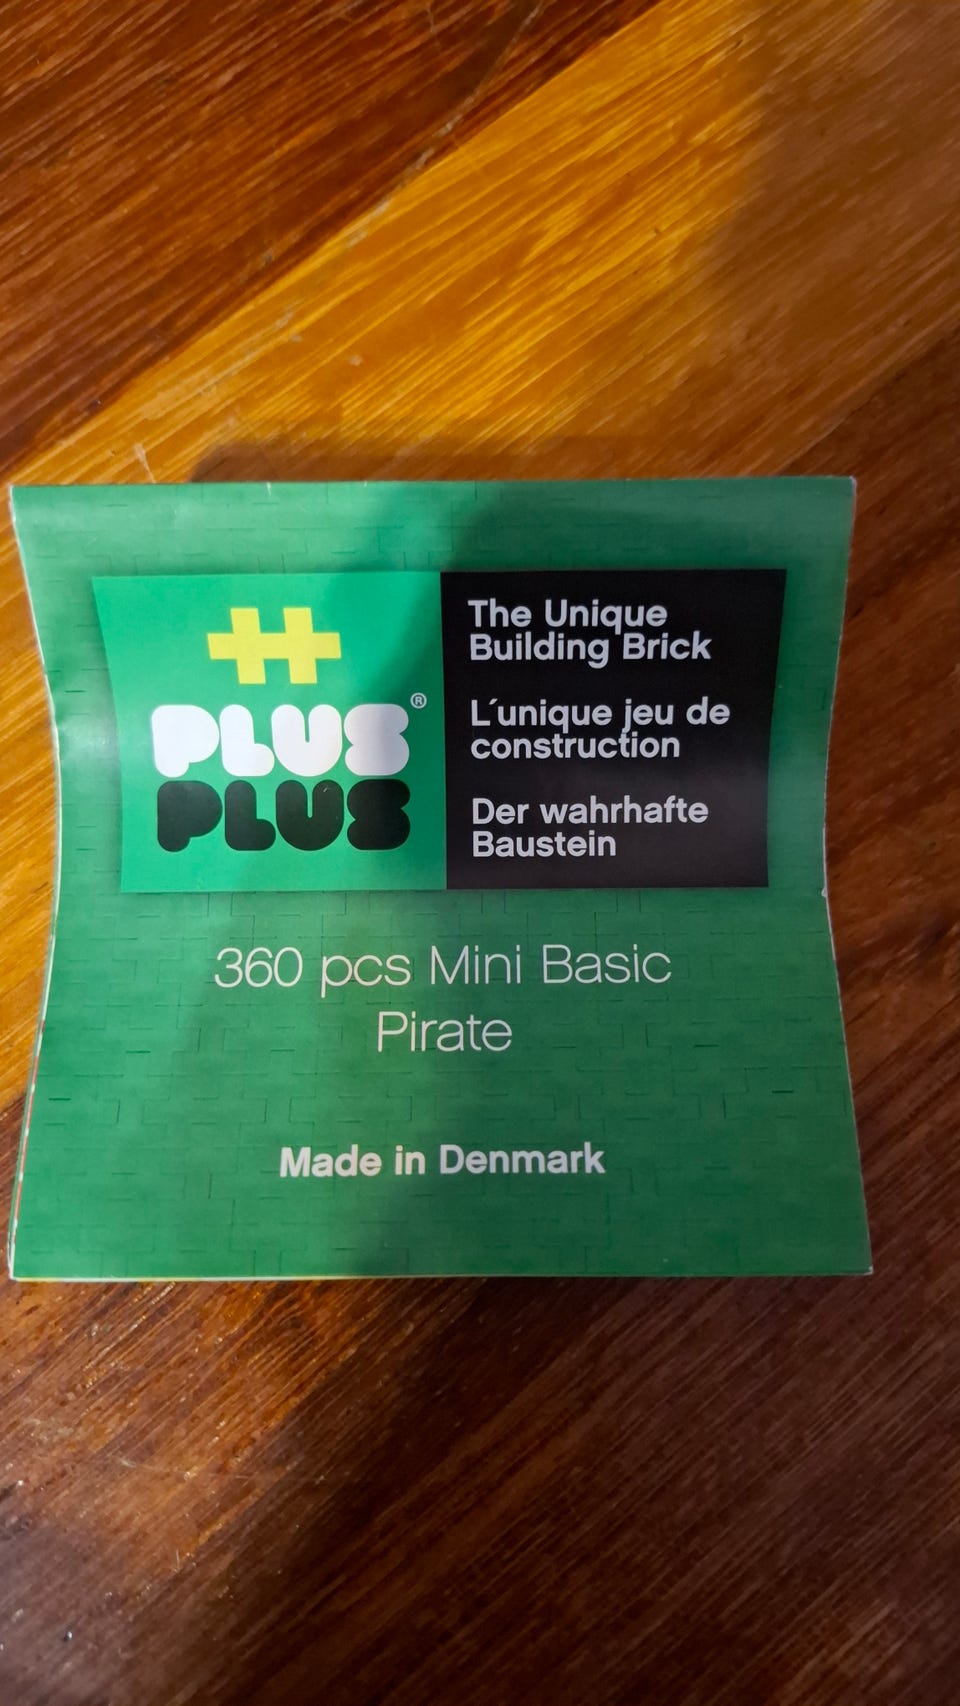 PLUS®
PLUS
The Unique
Building Brick
L´unique jeu de
construction
Der wahrhafte
Baustein
360 pcs Mini Basic
Pirate
Made in Denmark